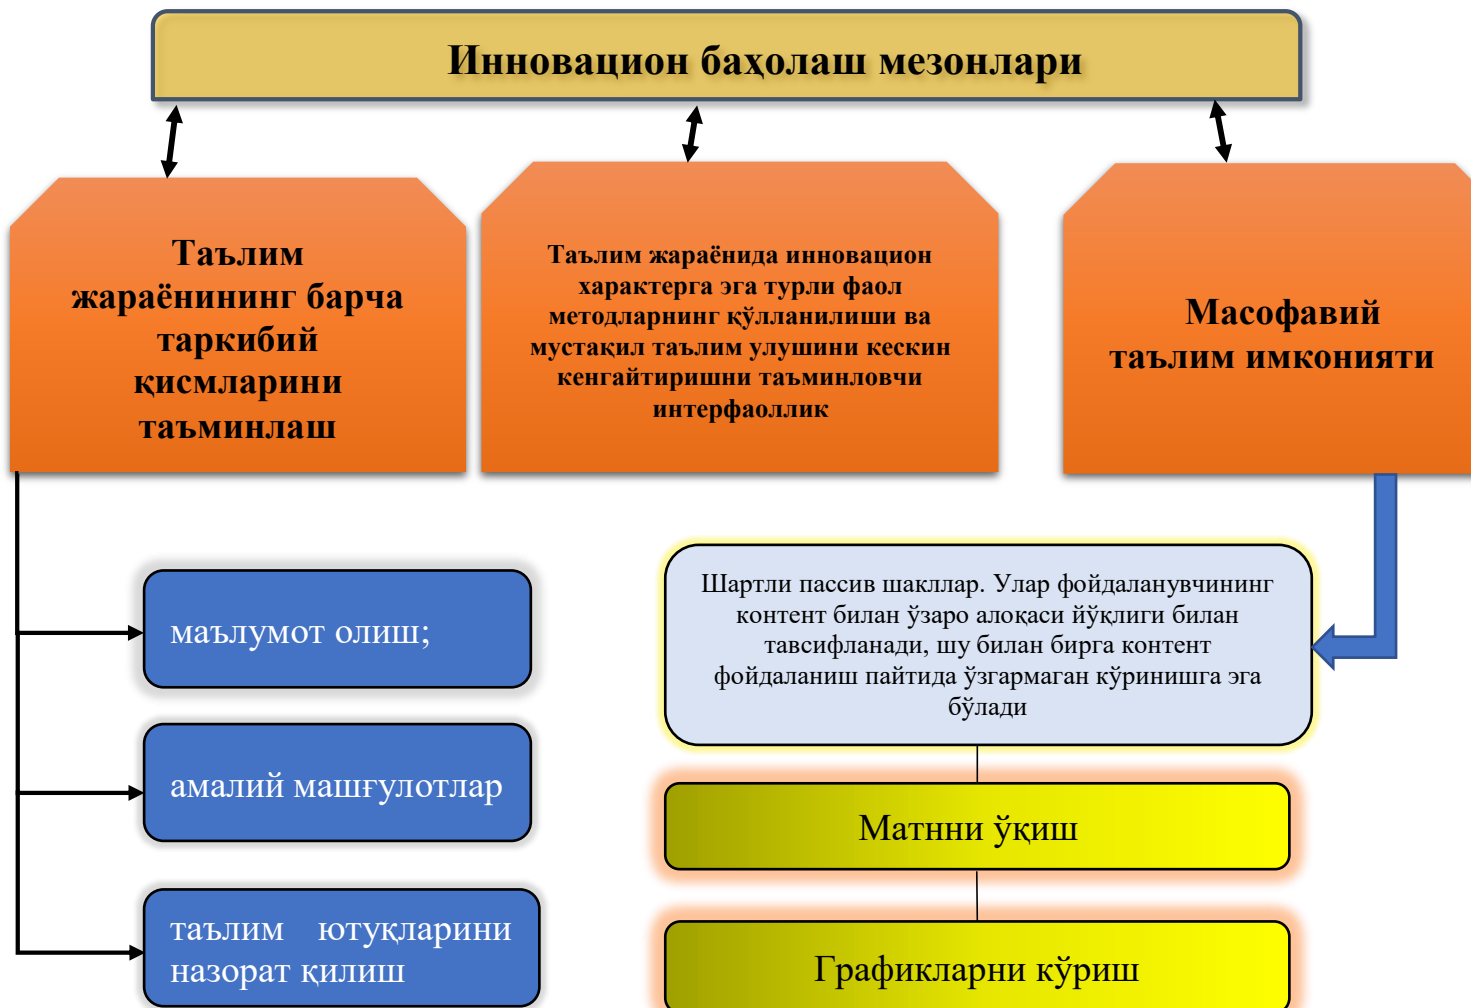 Инновацион баҳолаш мезонлари
Таълим
жараёнининг барча
таркибий
қисмларини
таъминлаш
Таълим жараёнида инновацион
характерга эга турли фаол
методларнинг қўлланилиши ва
мустақил таълим улушини кескин
кенгайтиришни таъминловчи
интерфаоллик
Масофавий
таълим имконияти
маълумот олиш;
амалий машғулотлар
таълим ютуқларини
назорат қилиш
Шартли пассив шакллар. Улар фойдаланувчининг
контент билан ўзаро алоқаси йўқлиги билан
тавсифланади, шу билан бирга контент
фойдаланиш пайтида ўзгармаган кўринишга эга
бўлади
Матнни ўқиш
Графикларни кўриш